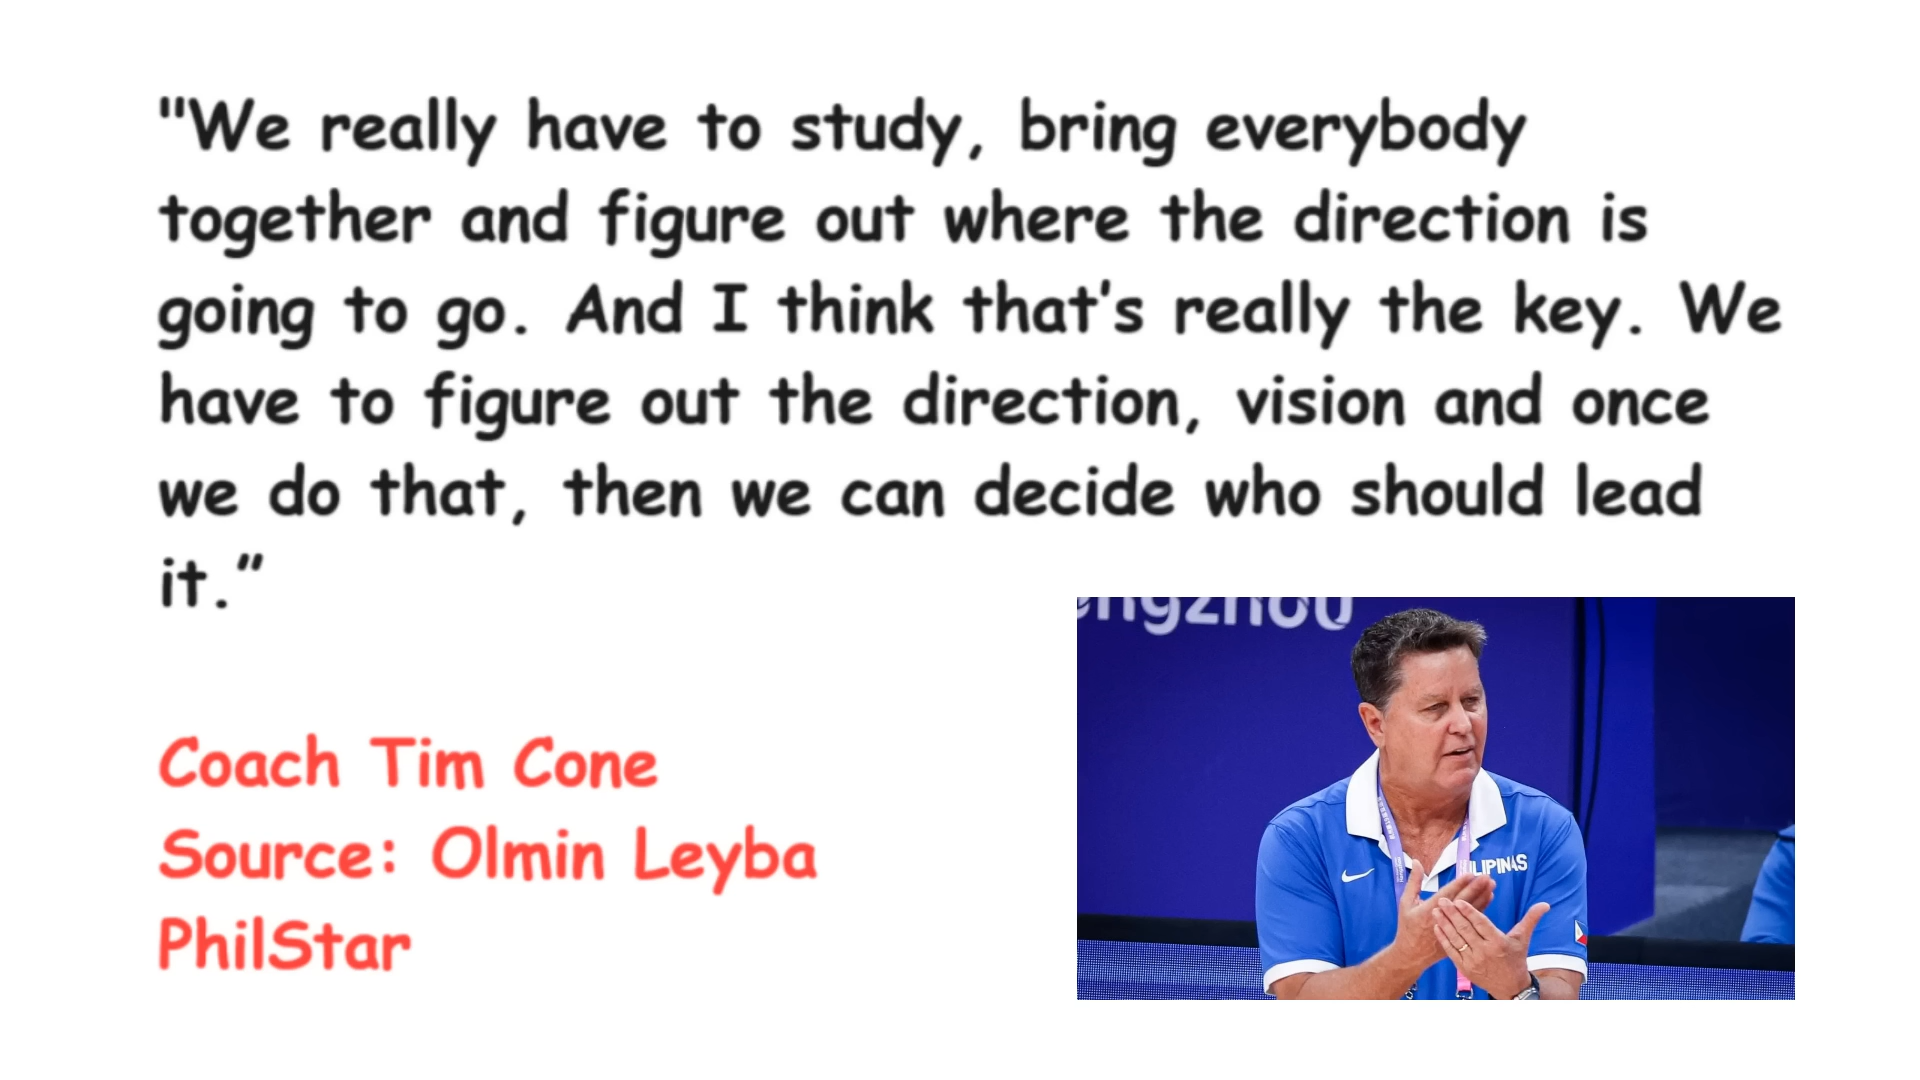 "We really have to study, bring everybody
together and figure out where the direction is
going to go. And I think that's really the key. We
have to figure out the direction, vision and once
we do that, then we can decide who should lead
it.”
Coach Tim Cone
Source: Olmin Leyba
PhilStar